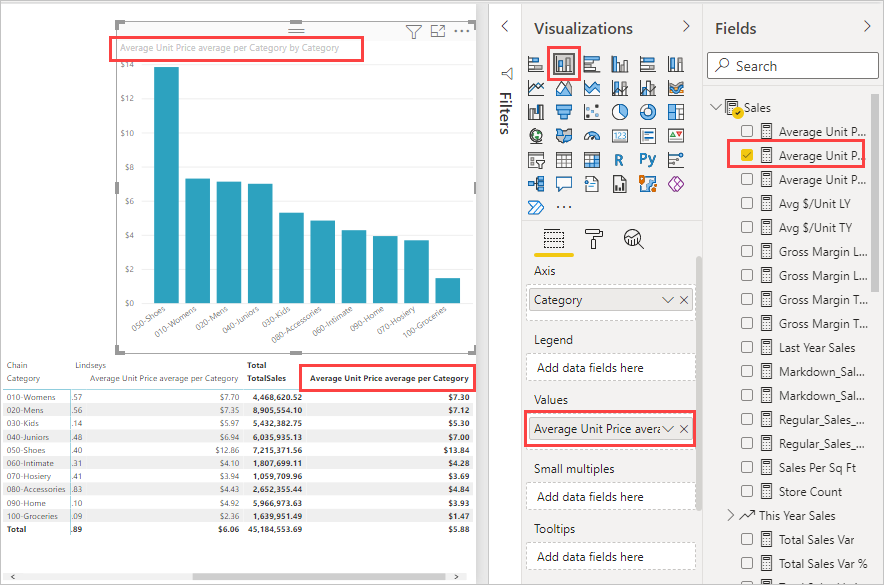 Average Unit Price average per Category by Category
$14
$12
$10
$8
$6
$4
$2
$0
050-Shoes
010-Womens
020-Mens
040-Juniors
030-Kids
080-Accessories
060-Intimate
090-Home
070-Hosiery
100-Groceries
Chain Lindseys Total
Category Average Unit Price average per Category TotalSales Average Unit Price average per Category
010-Womens .57 $7.70 4,468,620.52 $7.30
020-Mens .56 $7.35 8,905,554.10 $7.12
030-Kids .14 $5.97 5,432,382.75 $5.30
040-Juniors .48 $6.94 6,035,935.13 $7.00
050-Shoes .40 $12.86 7,215,371.56 $13.84
060-Intimate .31 $4.10 1,807,699.11 $4.28
070-Hosiery .41 $3.94 1,059,709.96 $3.69
080-Accessories .83 $4.43 2,652,355.44 $4.84
090-Home .10 $4.92 5,966,973.63 $3.93
100-Groceries .09 $2.36 1,639,951.49 $1.47
Total .89 $6.06 45,184,553.69 $5.88
Filters
Visualizations
123
R
Py
Axis
Category
Legend
Add data fields here
Values
Average Unit Price avera
Small multiples
Add data fields here
Tooltips
Add data fields here
Fields
Search
Sales
Average Unit P...
Average Unit P...
Average Unit P...
Avg $/Unit LY
Avg $/Unit TY
Gross Margin L...
Gross Margin L...
Gross Margin T...
Gross Margin T...
Last Year Sales
Markdown_Sal...
Markdown_Sal...
Regular_Sales_...
Regular_Sales_...
Sales Per Sq Ft
Store Count
This Year Sales
Total Sales Var
Total Sales Var %